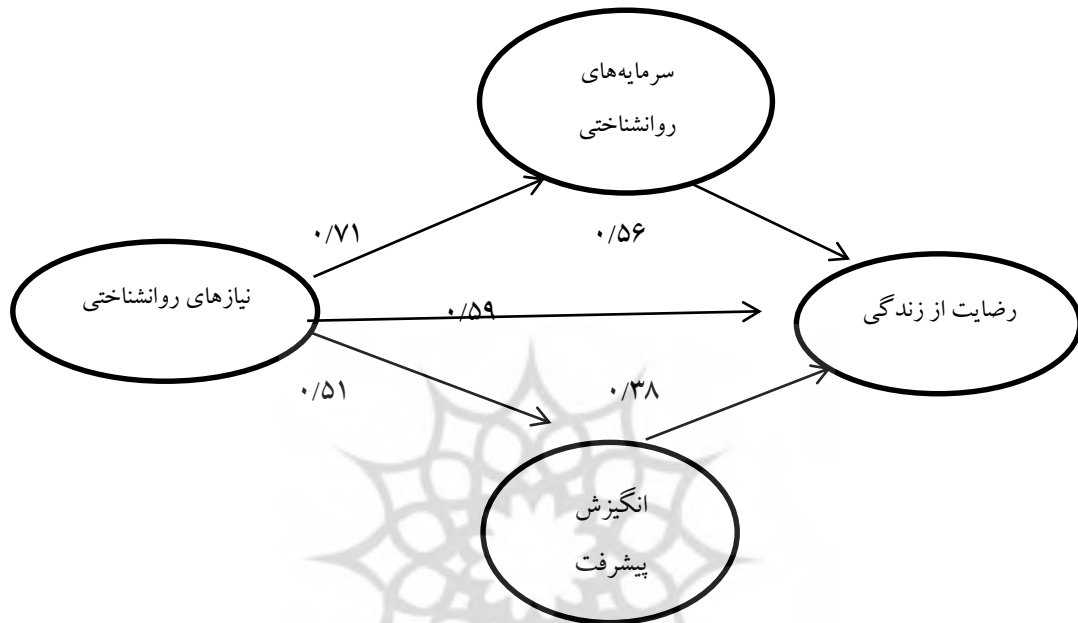 سرمایه‌های
روانشناختی
۰/۷۱
۰/۵۶
نیازهای روانشناختی
رضایت از زندگی
۰/۵۹
۰/۵۱
۰/۳۸
انگیزش
پیشرفت